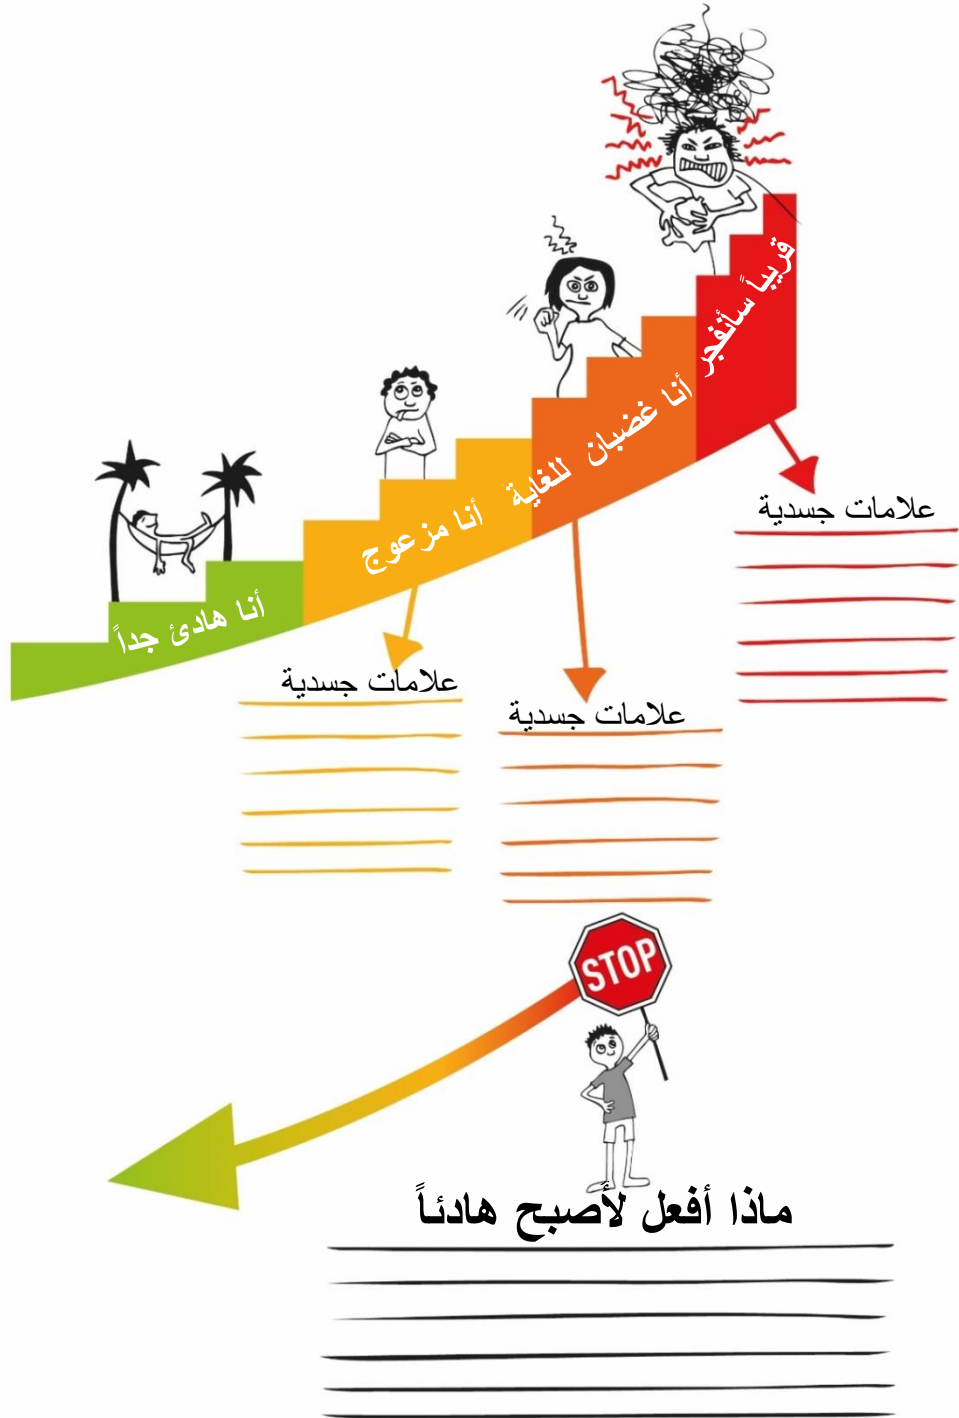 قريباً سأنفجر
أنا غضبان للغاية
أنا مزعوج
أنا هادئ جداً
علامات جسدية
علامات جسدية
علامات جسدية
STOP
ماذا أفعل لأصبح هادئاً